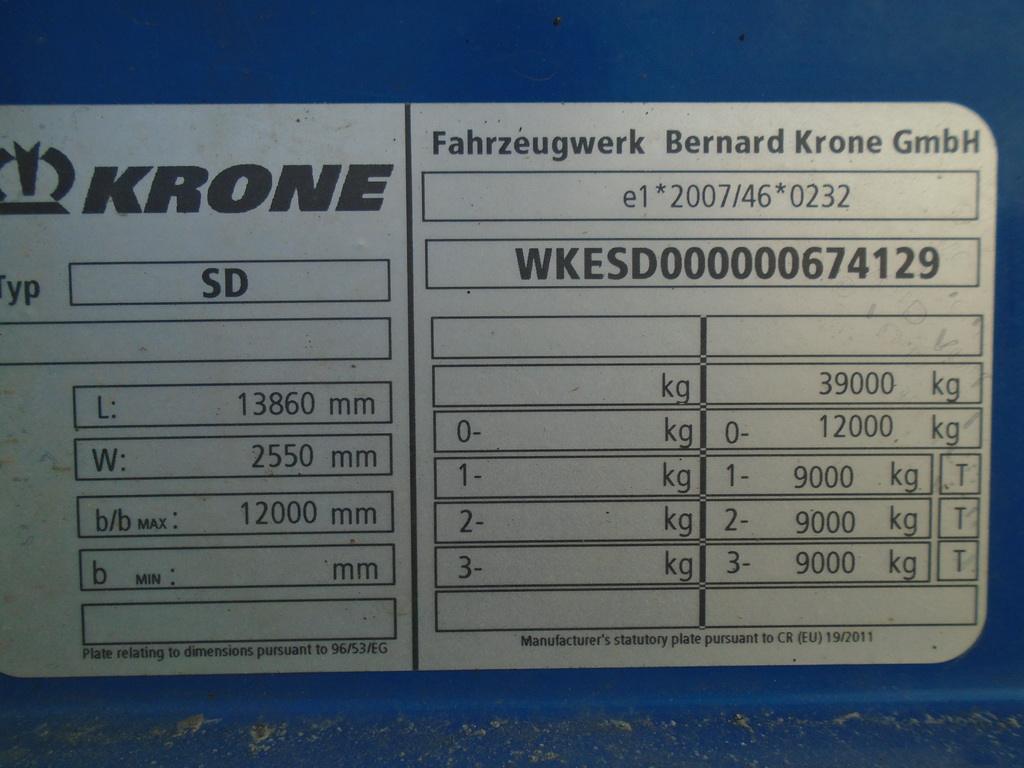 KRONE
Typ SD
L: 13860 mm
W: 2550 mm
b/b MAX: 12000 mm
b MIN: mm
Plate relating to dimensions pursuant to 96/53/EG
Fahrzeugwerk Bernard Krone GmbH
e1*2007/46*0232
WKESD000000674129
kg 39000 kg
0- kg 0- 12000 kg
1- kg 1- 9000 kg T
2- kg 2- 9000 kg T
3- kg 3- 9000 kg T
Manufacturer's statutory plate pursuant to CR (EU) 19/2011